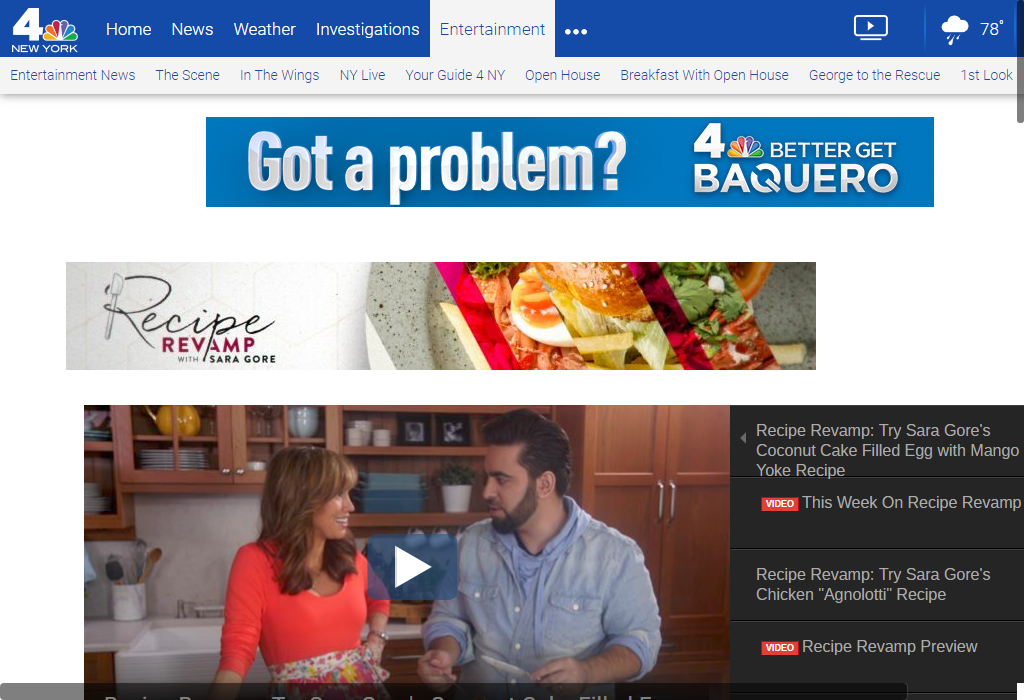 4
NEW YORK
Home
News
Weather
Investigations
Entertainment
•••
78°
Entertainment News
The Scene
In The Wings
NY Live
Your Guide 4 NY
Open House
Breakfast With Open House
George to the Rescue
1st Look
Got a problem?
4 BETTER GET
BAQUERO
Recipe
REVAMP
WITH SARA GORE
Recipe Revamp: Try Sara Gore's
Coconut Cake Filled Egg with Mango
Yoke Recipe
VIDEO This Week On Recipe Revamp
Recipe Revamp: Try Sara Gore's
Chicken "Agnolotti" Recipe
VIDEO Recipe Revamp Preview